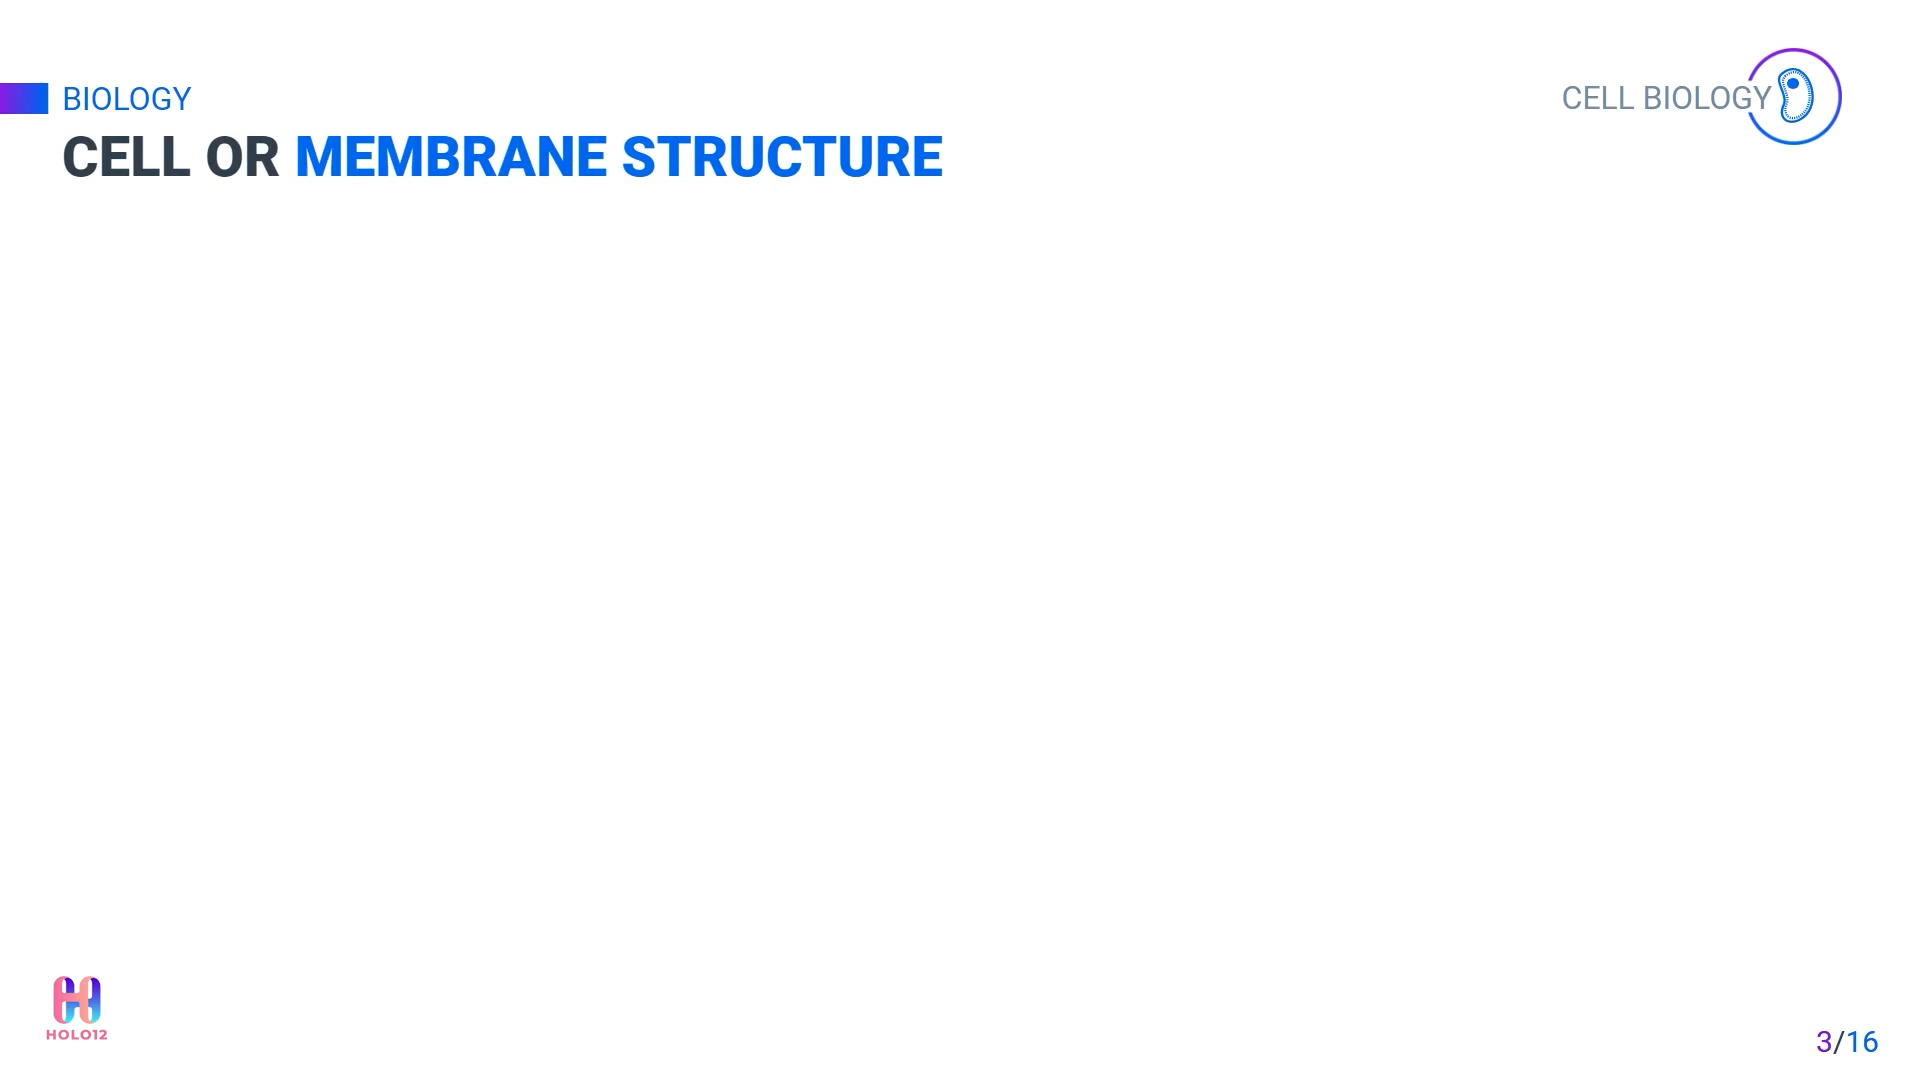 BIOLOGY
CELL BIOLOGY
CELL OR MEMBRANE STRUCTURE
HOLO12
3/16